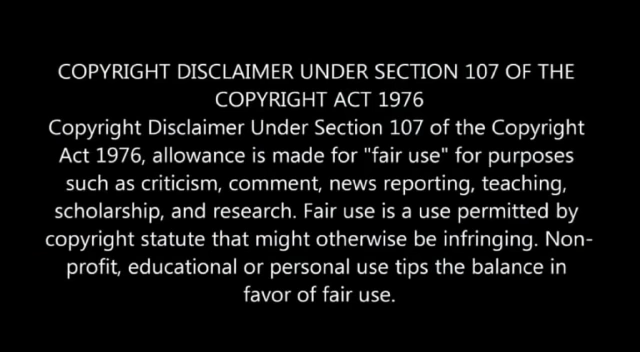 COPYRIGHT DISCLAIMER UNDER SECTION 107 OF THE
COPYRIGHT ACT 1976
Copyright Disclaimer Under Section 107 of the Copyright
Act 1976, allowance is made for "fair use" for purposes
such as criticism, comment, news reporting, teaching,
scholarship, and research. Fair use is a use permitted by
copyright statute that might otherwise be infringing. Non-
profit, educational or personal use tips the balance in
favor of fair use.